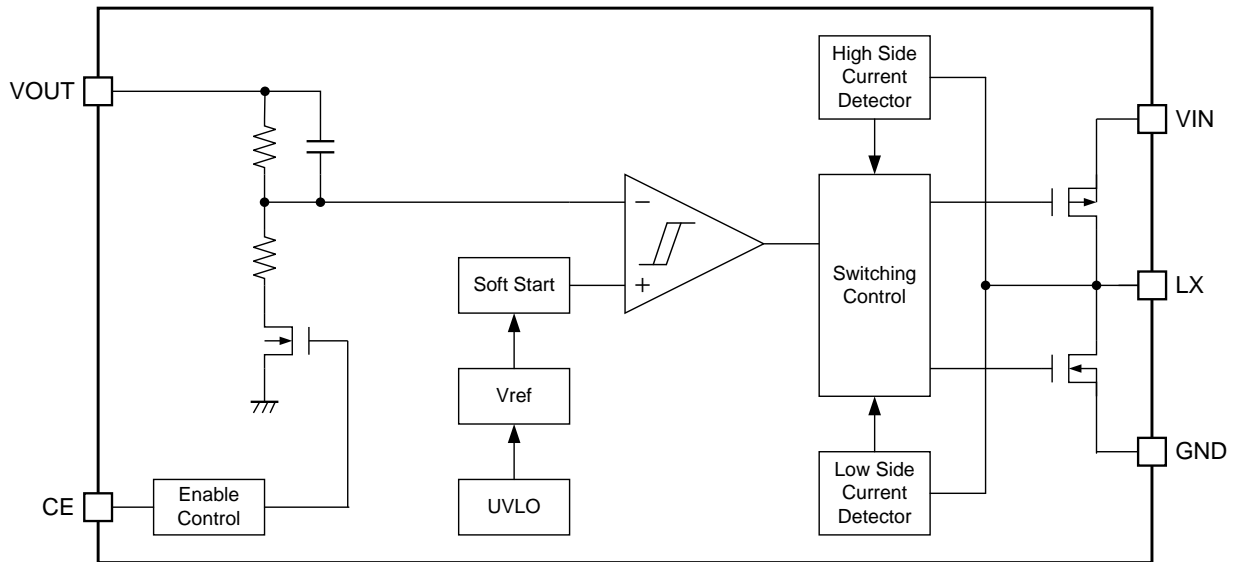 High Side
Current
Detector
VOUT
VIN
−
Soft Start
+
Switching
Control
LX
Vref
GND
Low Side
Current
Detector
CE
Enable
Control
UVLO